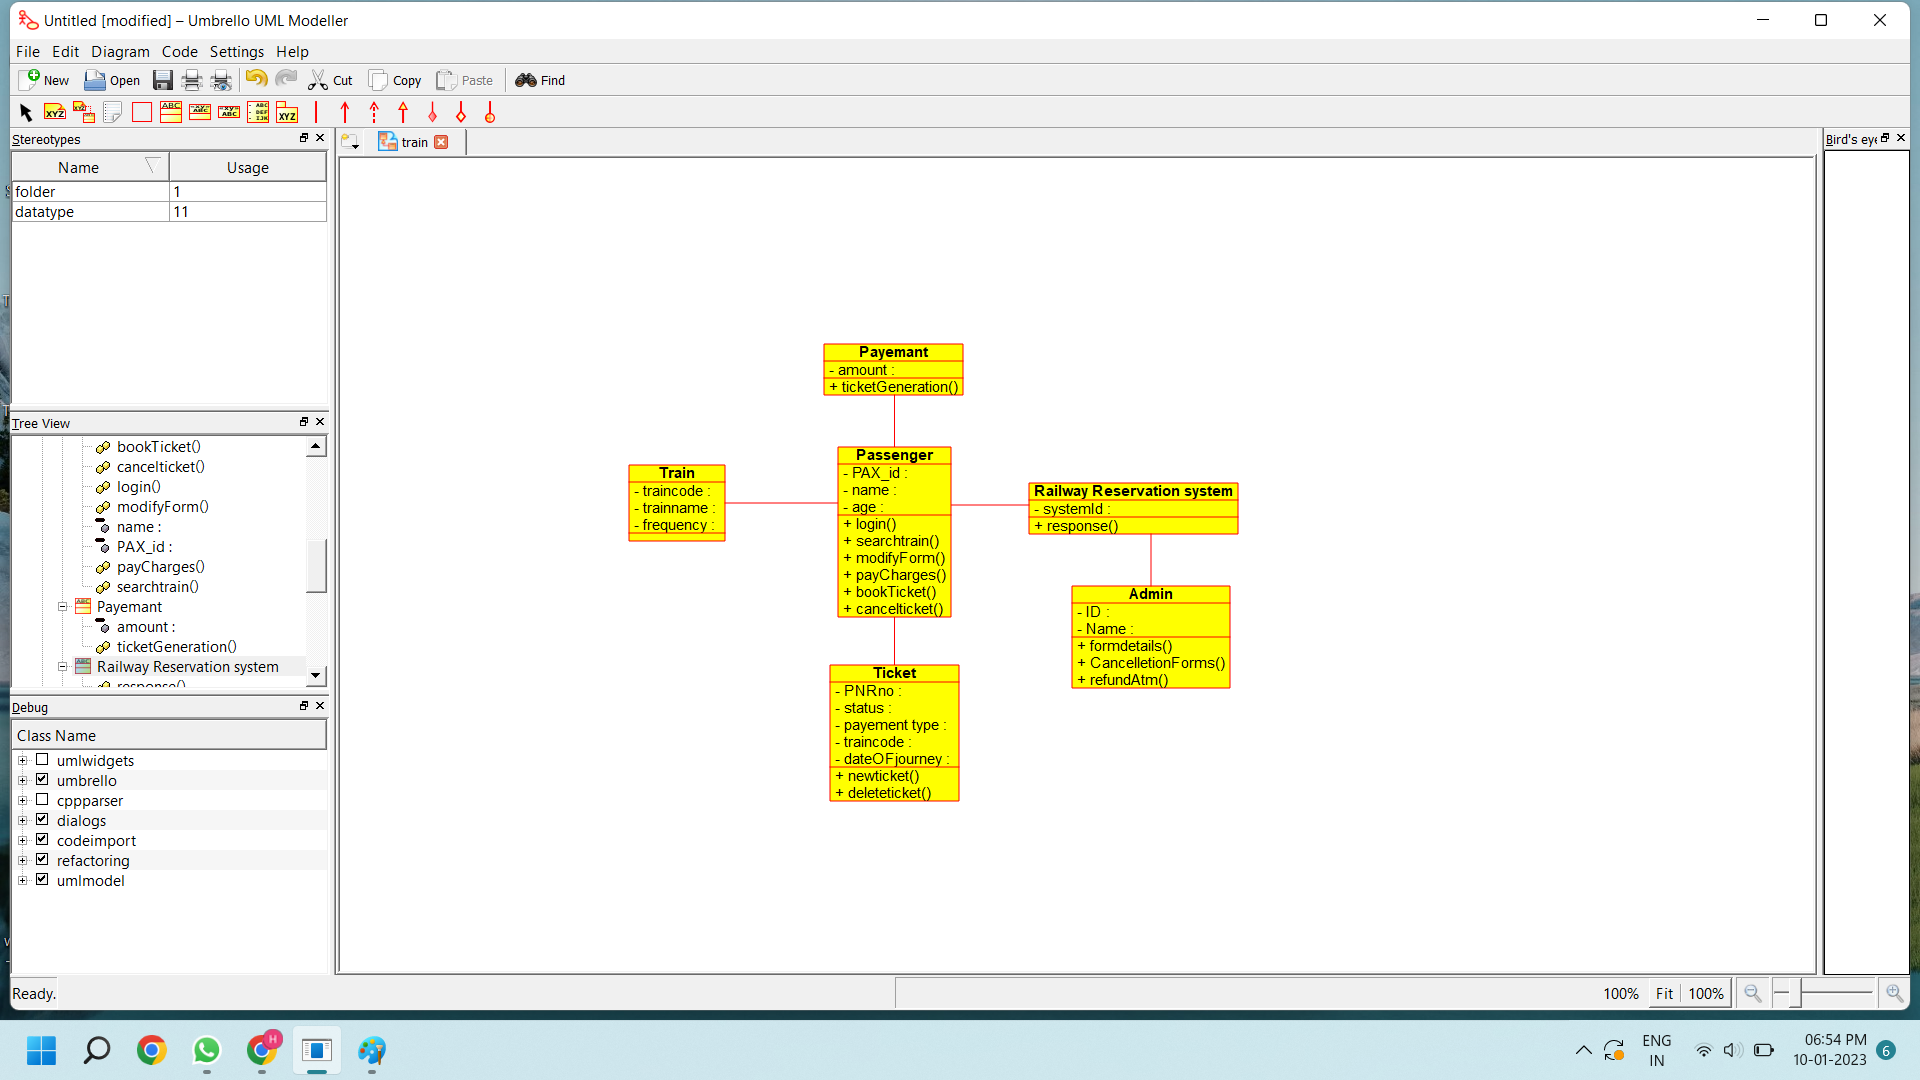 Untitled [modified] – Umbrello UML Modeller
File Edit Diagram Code Settings Help
New Open Cut Copy Paste Find
Stereotypes
Name Usage
folder 1
datatype 11
Tree View
bookTicket()
cancelticket()
login()
modifyForm()
name :
PAX_id :
payCharges()
searchtrain()
Payemant
amount :
ticketGeneration()
Railway Reservation system
response()
Debug
Class Name
umlwidgets
umbrello
cppparser
dialogs
codeimport
refactoring
umlmodel
train
Payemant
- amount :
+ ticketGeneration()
Train
- traincode :
- trainname :
- frequency :
Passenger
- PAX_id :
- name :
- age :
+ login()
+ searchtrain()
+ modifyForm()
+ payCharges()
+ bookTicket()
+ cancelticket()
Railway Reservation system
- systemId :
+ response()
Admin
- ID :
- Name :
+ formdetails()
+ CancelletionForms()
+ refundAtm()
Ticket
- PNRno :
- status :
- payement type :
- traincode :
- dateOFjourney :
+ newticket()
+ deleteticket()
Bird's eye
Ready.
100% Fit 100%
ENG
IN
06:54 PM
10-01-2023
6